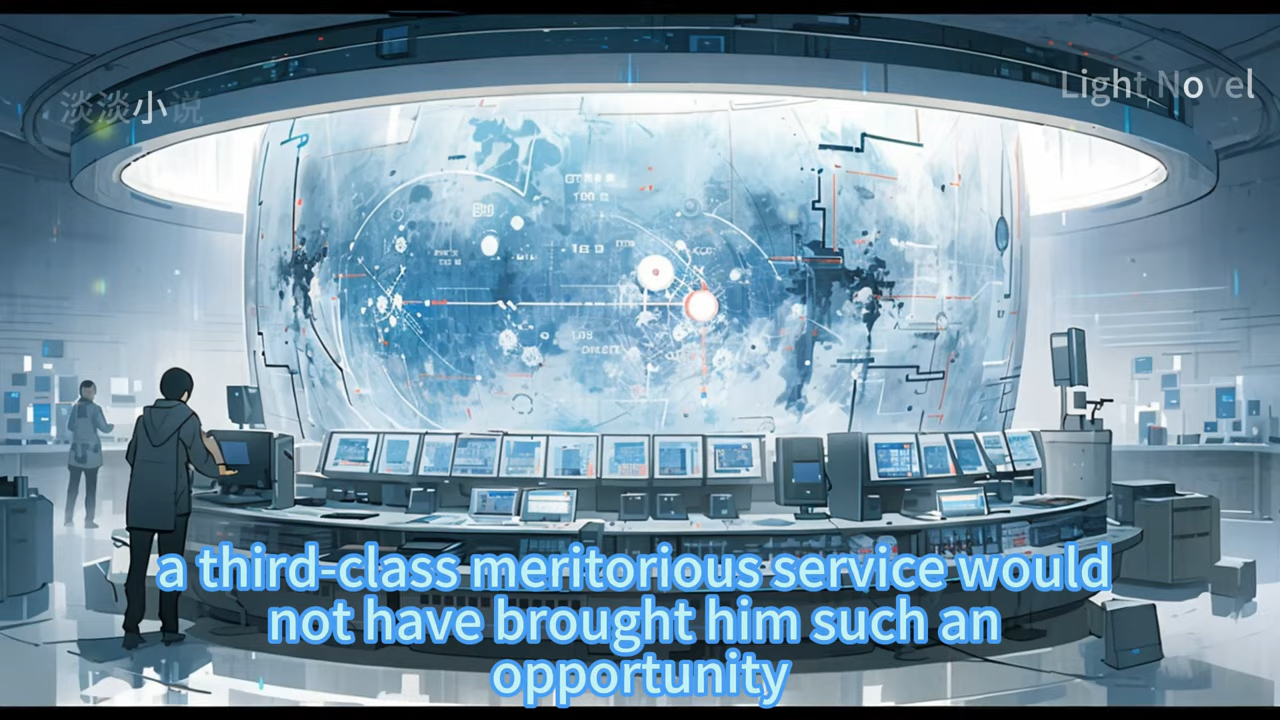 淡淡小说
Light Novel
a third-class meritorious service would
not have brought him such an
opportunity